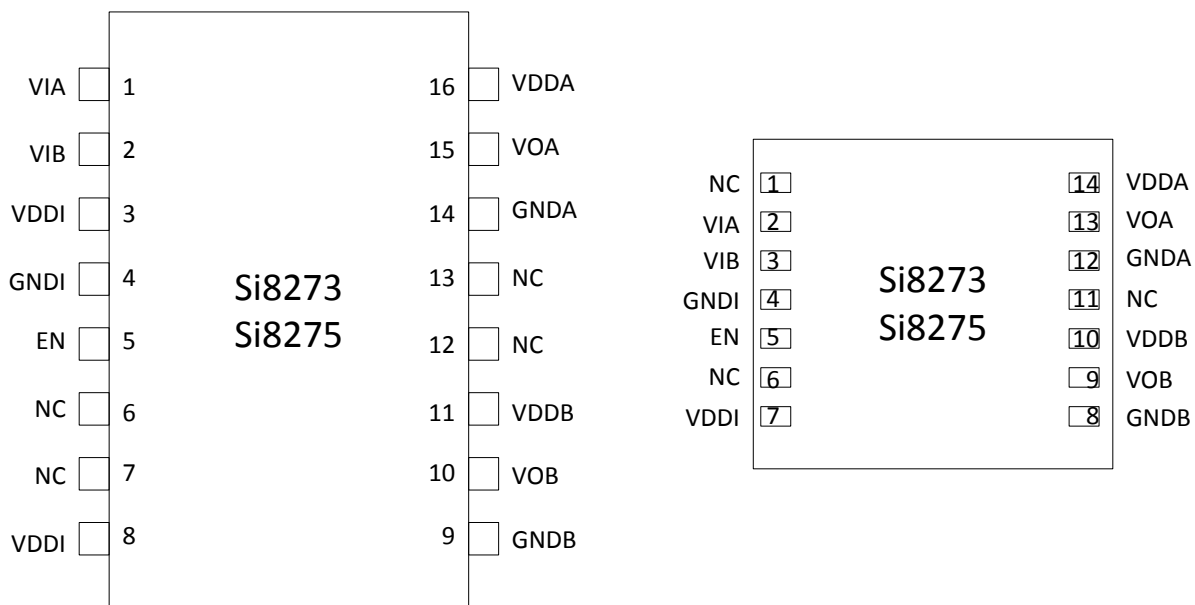 VIA 1 16 VDDA
VIB 2 15 VOA
VDDI 3 14 GNDA
GNDI 4 13 NC
EN 5 12 NC
NC 6 11 VDDB
NC 7 10 VOB
VDDI 8 9 GNDB
Si8273
Si8275
NC 1 14 VDDA
VIA 2 13 VOA
VIB 3 12 GNDA
GNDI 4 11 NC
EN 5 10 VDDB
NC 6 9 VOB
VDDI 7 8 GNDB
Si8273
Si8275